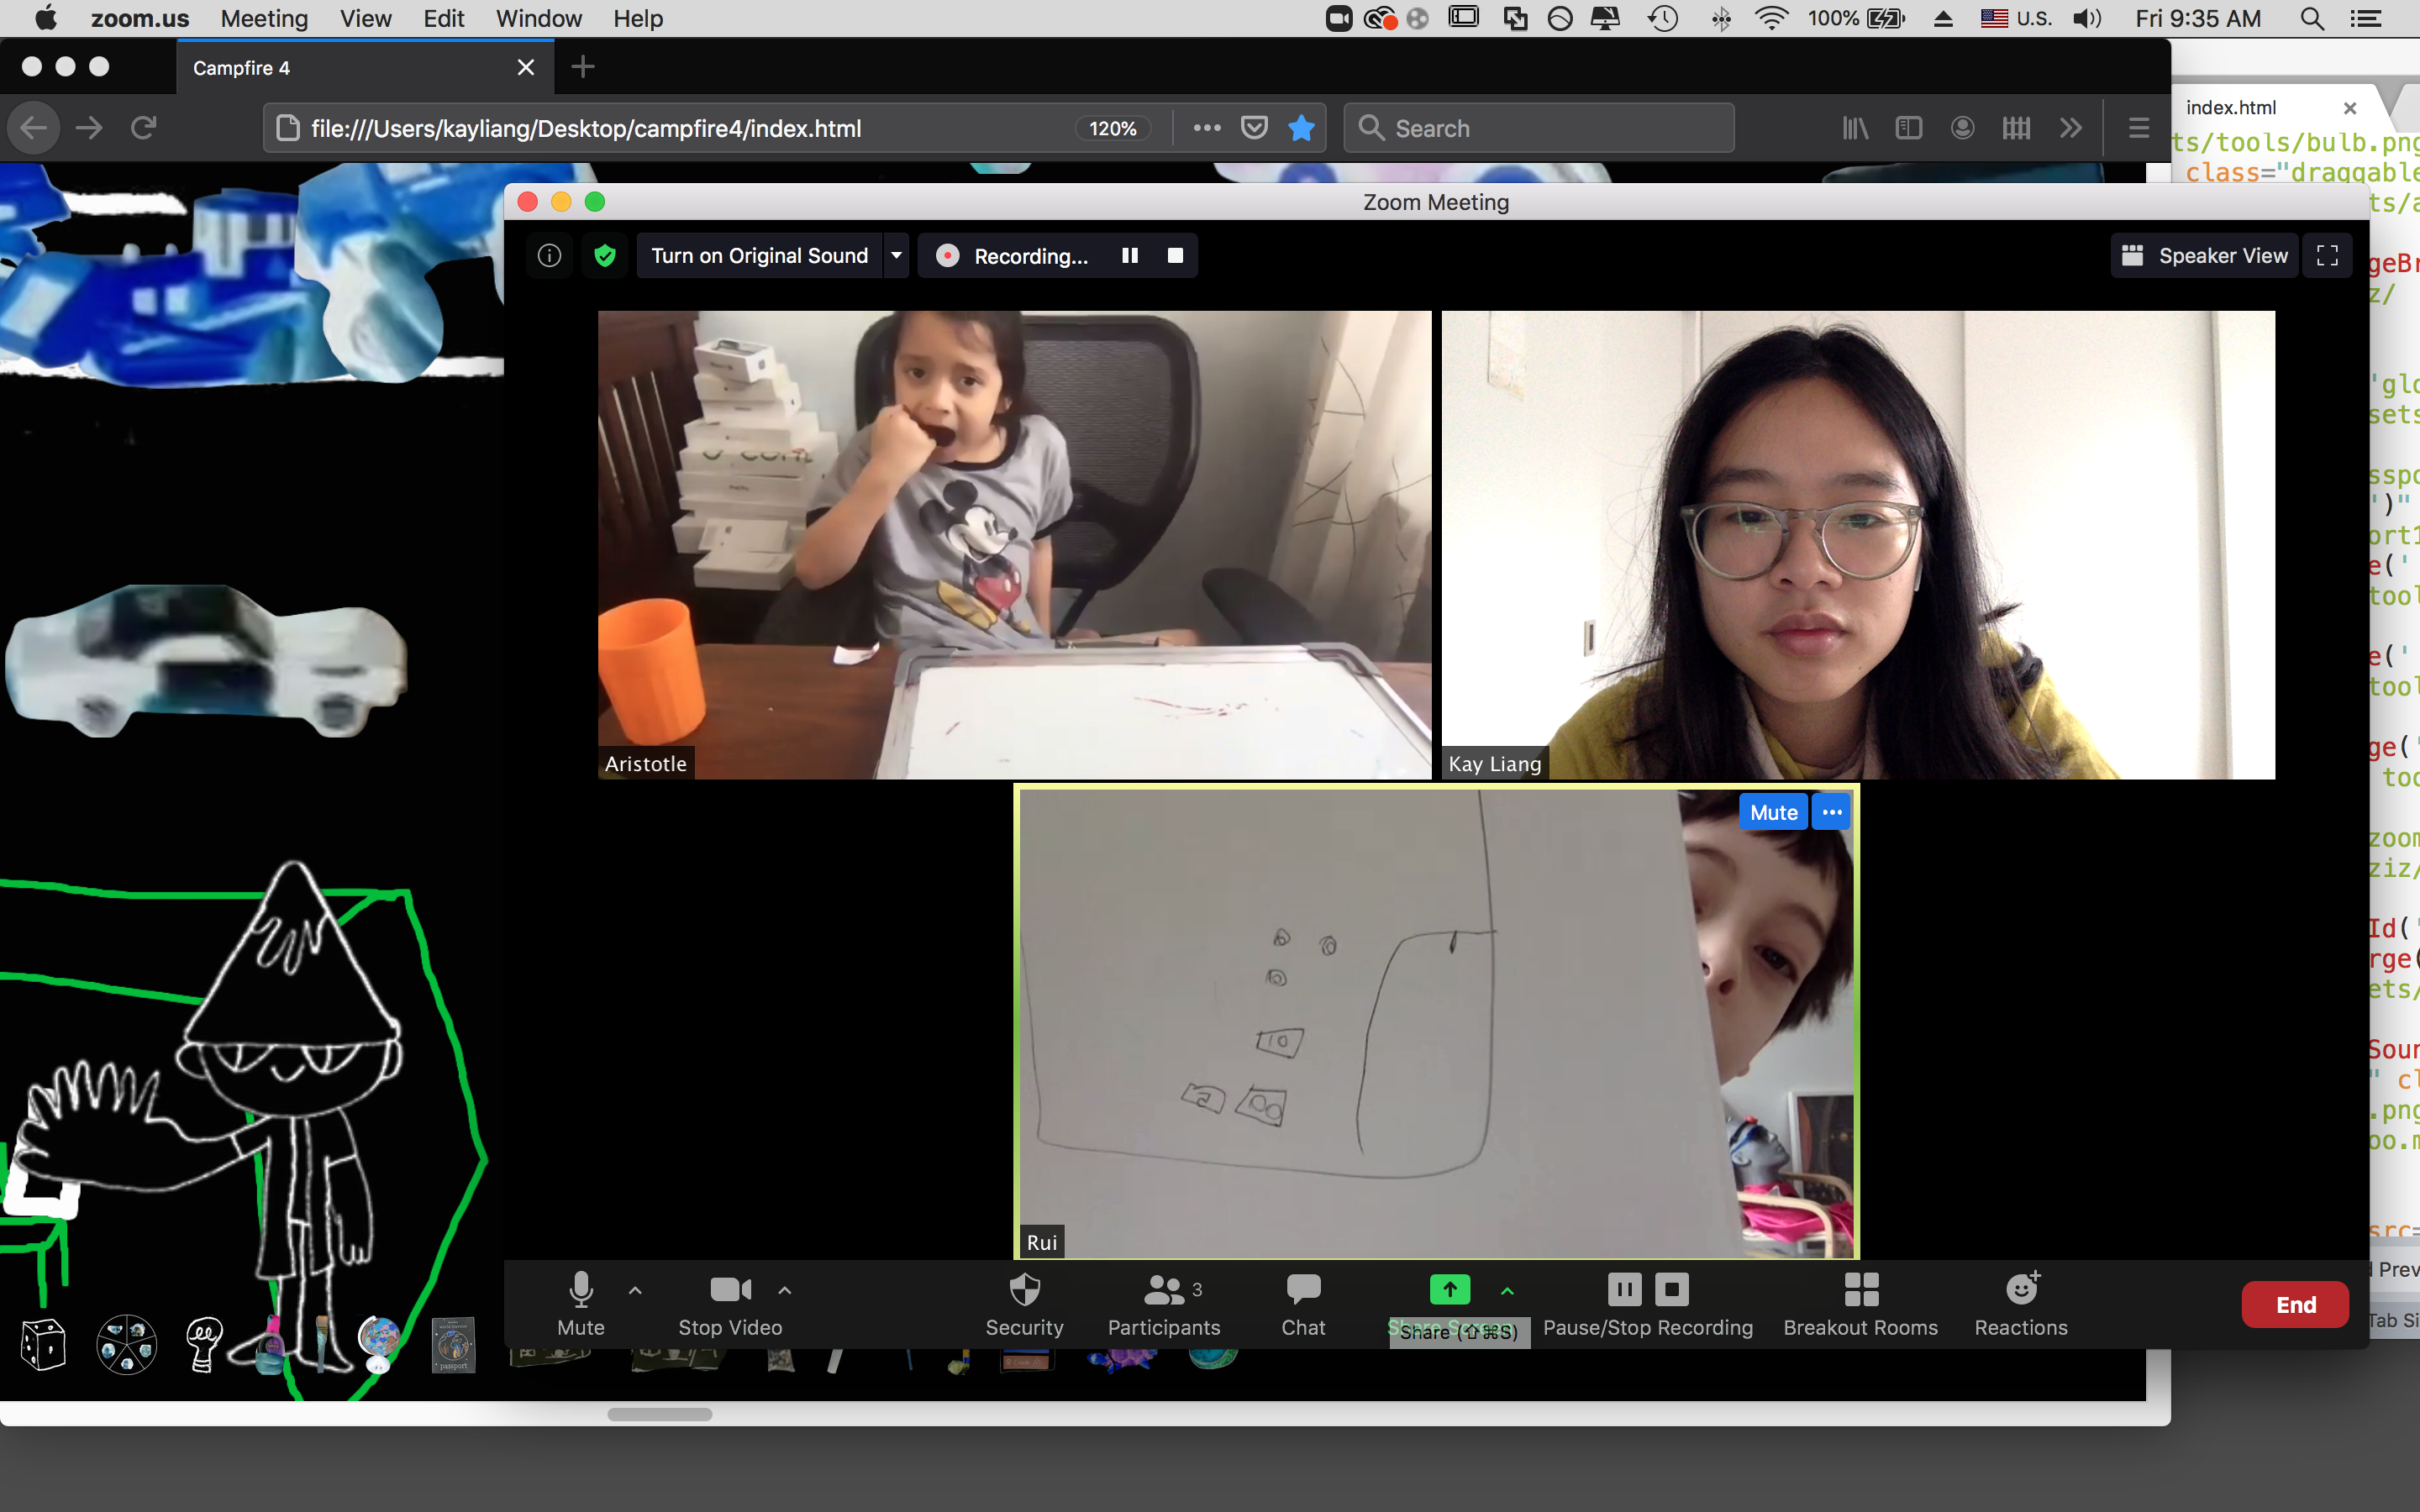 zoom.us Meeting View Edit Window Help 100% U.S. Fri 9:35 AM
Campfire 4
file:///Users/kayliang/Desktop/campfire4/index.html 120% Search
index.html
ts/tools/bulb.png
class="draggable
ts/a
geBr
z/
'glo
sets
sspo
')"
ort1
e('
tool
e('
tool
ge('
too
zoom
ziz/
Id('
rge(
ets/
Soun
" cl
.png
oo.m
src=
Prev
Tab Si
Zoom Meeting
Turn on Original Sound Recording... Speaker View
Aristotle
Kay Liang
Mute
10
Rui
3
Mute Stop Video Security Participants Chat Share (⇧⌘S) Pause/Stop Recording Breakout Rooms Reactions
End
passport